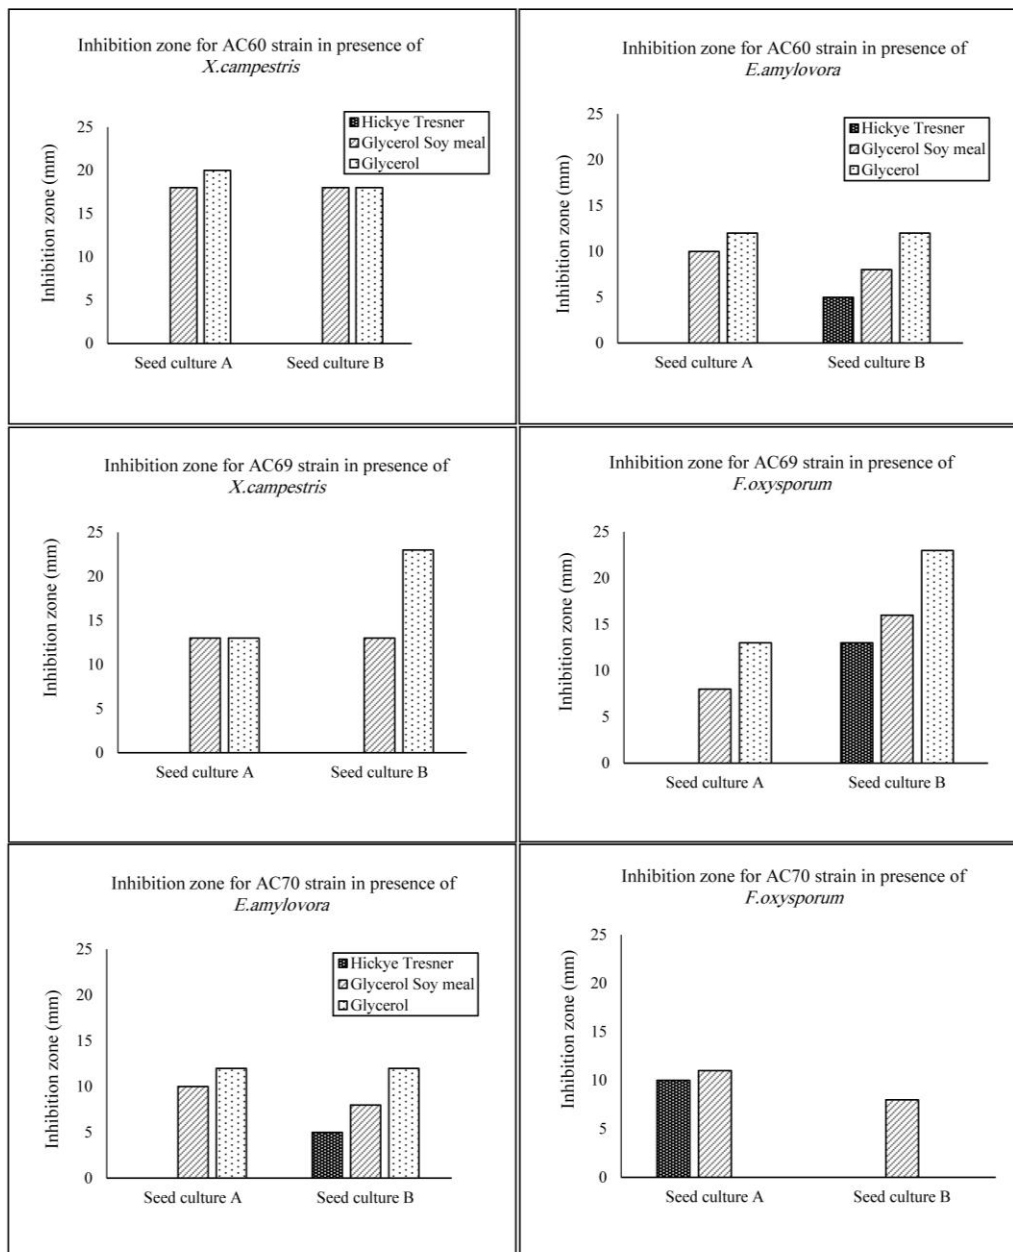 Inhibition zone for AC60 strain in presence of
X.campestris
Hickye Tresner
Glycerol Soy meal
Glycerol
Inhibition zone (mm)
25
20
15
10
5
0
Seed culture A
Seed culture B
Inhibition zone for AC60 strain in presence of
E.amylovora
Hickye Tresner
Glycerol Soy meal
Glycerol
Inhibition zone (mm)
25
20
15
10
5
0
Seed culture A
Seed culture B
Inhibition zone for AC69 strain in presence of
X.campestris
Inhibition zone (mm)
25
20
15
10
5
0
Seed culture A
Seed culture B
Inhibition zone for AC69 strain in presence of
F.oxysporum
Inhibition zone (mm)
25
20
15
10
5
0
Seed culture A
Seed culture B
Inhibition zone for AC70 strain in presence of
E.amylovora
Hickye Tresner
Glycerol Soy meal
Glycerol
Inhibition zone (mm)
25
20
15
10
5
0
Seed culture A
Seed culture B
Inhibition zone for AC70 strain in presence of
F.oxysporum
Inhibition zone (mm)
25
20
15
10
5
0
Seed culture A
Seed culture B